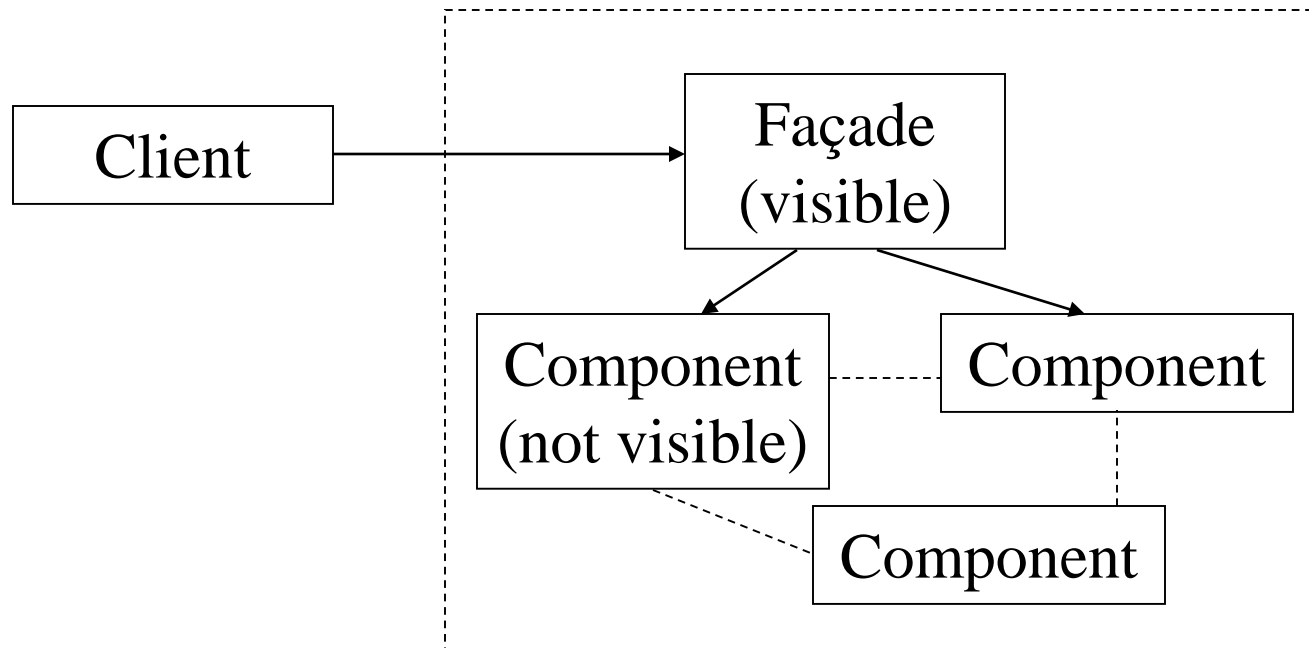 Client
Façade
(visible)
Component
(not visible)
Component
Component